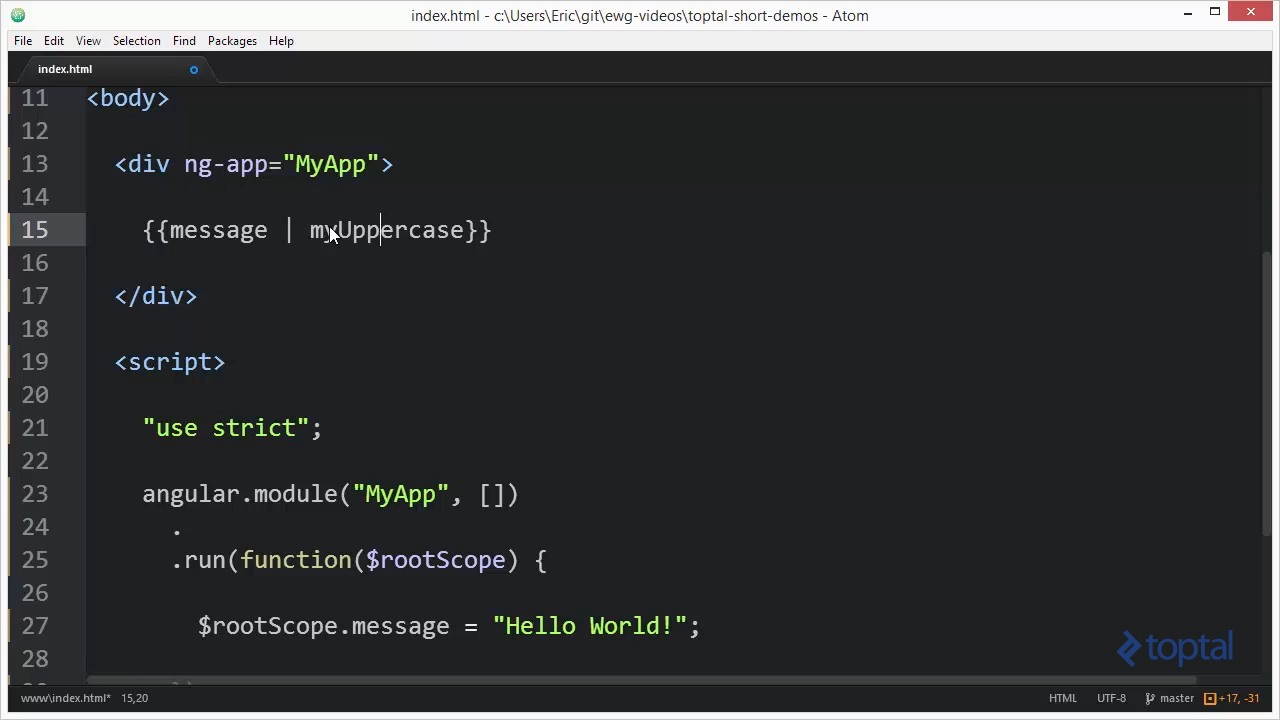 index.html - c:\Users\Eric\git\ewg-videos\toptal-short-demos - Atom
File Edit View Selection Find Packages Help
index.html
11 <body>
12
13 <div ng-app="MyApp">
14
15 {{message | myUppercase}}
16
17 </div>
18
19 <script>
20
21 "use strict";
22
23 angular.module("MyApp", [])
24 .
25 .run(function($rootScope) {
26
27 $rootScope.message = "Hello World!";
28
toptal
www\index.html* 15,20 HTML UTF-8 master +17, -31